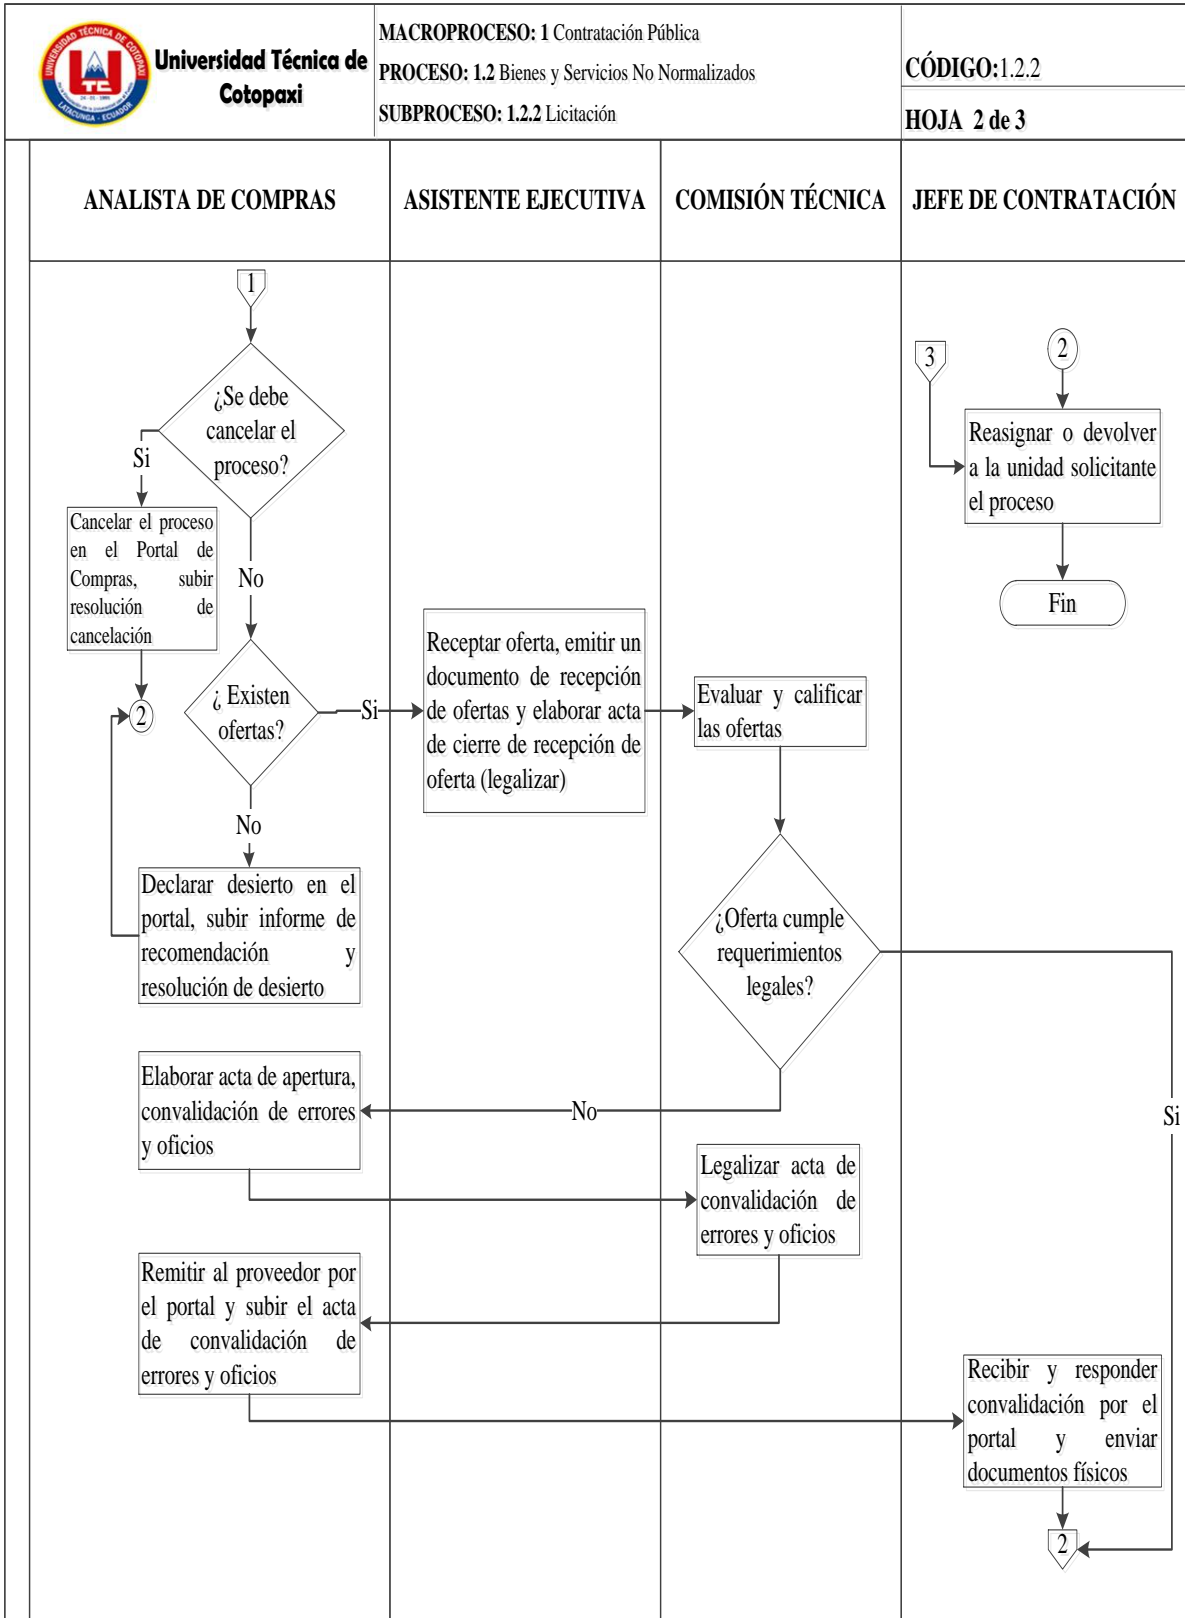 UNIVERSIDAD TÉCNICA DE COTOPAXI
UTC
LATACUNGA - ECUADOR
Universidad Técnica de
Cotopaxi
MACROPROCESO: 1 Contratación Pública
PROCESO: 1.2 Bienes y Servicios No Normalizados
SUBPROCESO: 1.2.2 Licitación
CÓDIGO:1.2.2
HOJA 2 de 3
ANALISTA DE COMPRAS
ASISTENTE EJECUTIVA
COMISIÓN TÉCNICA
JEFE DE CONTRATACIÓN
1
¿Se debe
cancelar el
proceso?
Si
Cancelar el proceso
en el Portal de
Compras, subir
resolución de
cancelación
No
2
¿ Existen
ofertas?
Si
No
Declarar desierto en el
portal, subir informe de
recomendación y
resolución de desierto
Receptar oferta, emitir un
documento de recepción
de ofertas y elaborar acta
de cierre de recepción de
oferta (legalizar)
Evaluar y calificar
las ofertas
3
2
Reasignar o devolver
a la unidad solicitante
el proceso
Fin
¿Oferta cumple
requerimientos
legales?
No
Si
Elaborar acta de apertura,
convalidación de errores
y oficios
Legalizar acta de
convalidación de
errores y oficios
Remitir al proveedor por
el portal y subir el acta
de convalidación de
errores y oficios
Recibir y responder
convalidación por el
portal y enviar
documentos físicos
2